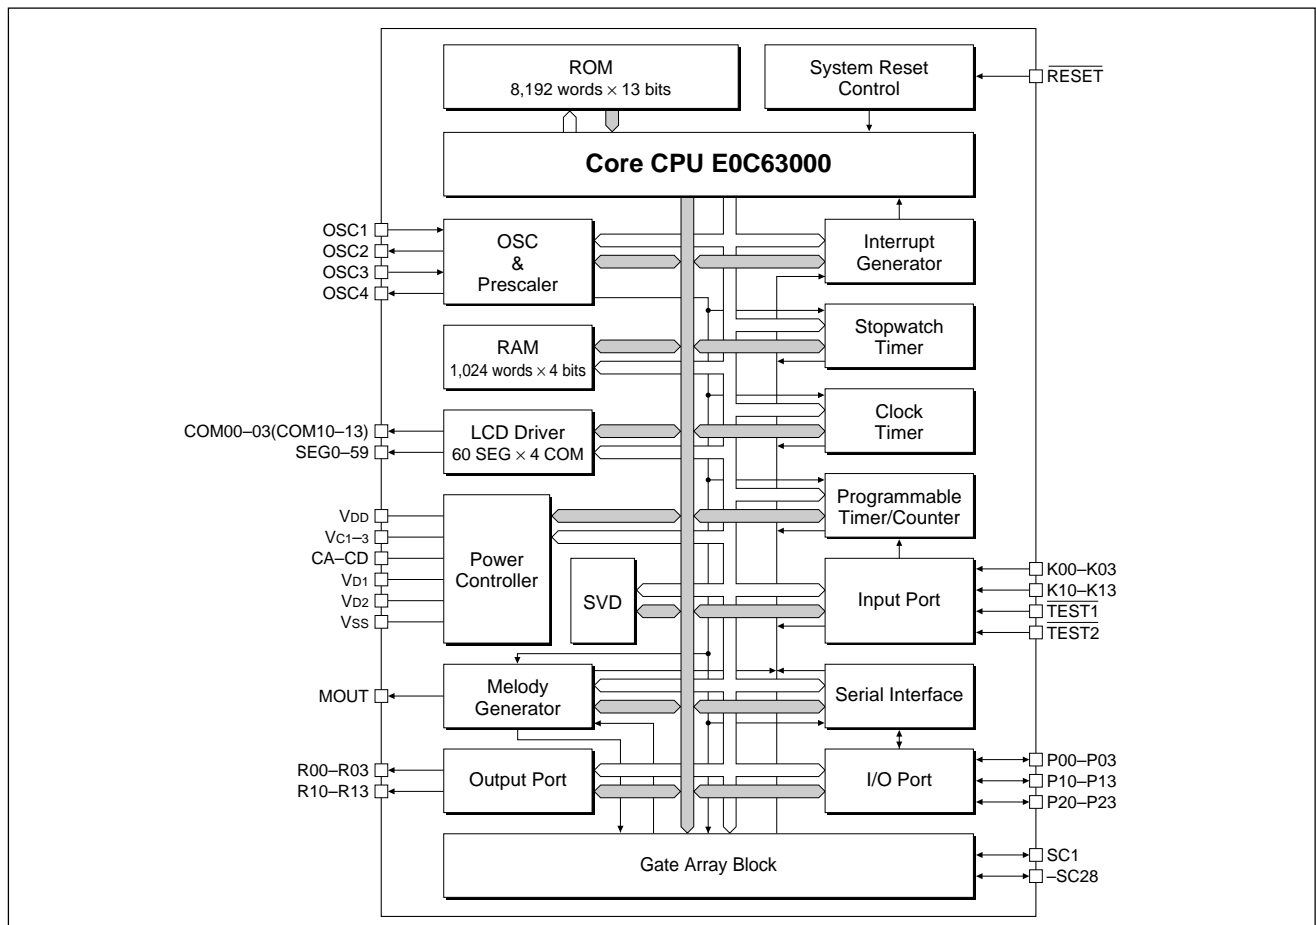 ROM
8,192 words × 13 bits
System Reset
Control
RESET
Core CPU E0C63000
OSC1
OSC2
OSC3
OSC4
OSC
&
Prescaler
Interrupt
Generator
Stopwatch
Timer
RAM
1,024 words × 4 bits
Clock
Timer
COM00–03(COM10–13)
SEG0–59
LCD Driver
60 SEG × 4 COM
Programmable
Timer/Counter
VDD
VC1–3
CA–CD
VD1
VD2
VSS
Power
Controller
SVD
Input Port
K00–K03
K10–K13
TEST1
TEST2
MOUT
Melody
Generator
Serial Interface
R00–R03
R10–R13
Output Port
I/O Port
P00–P03
P10–P13
P20–P23
Gate Array Block
SC1
–SC28